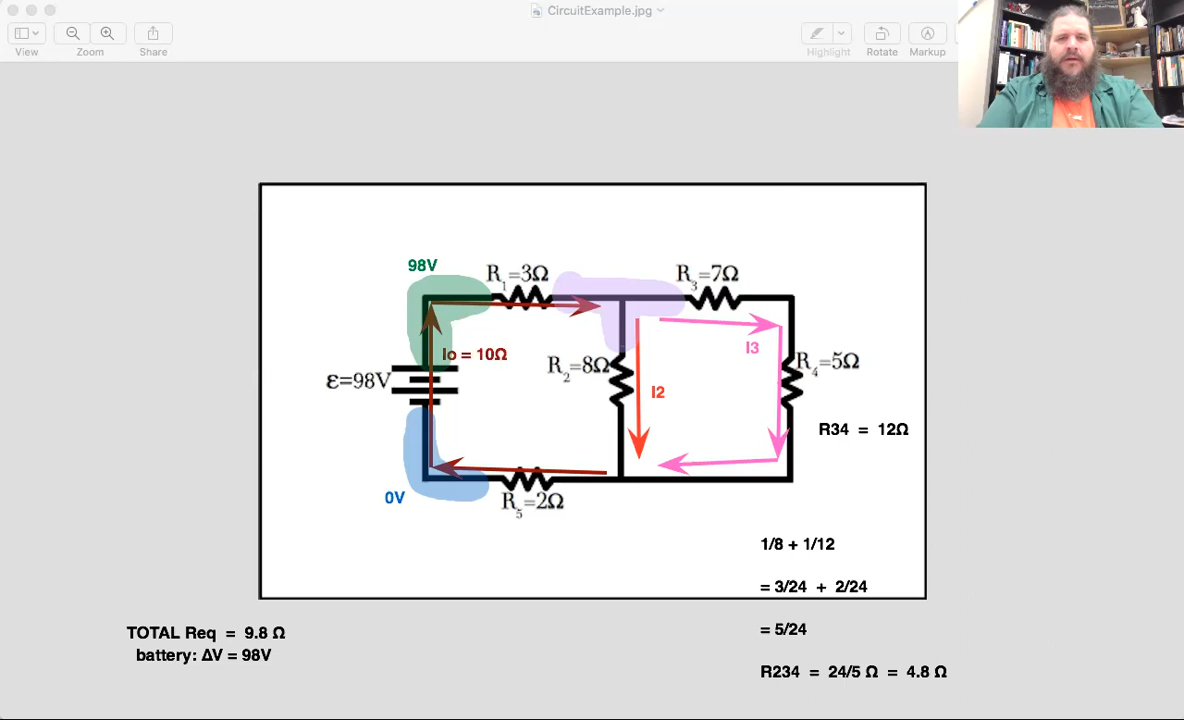 CircuitExample.jpg
View
Zoom
Share
Highlight
Rotate
Markup
98V
R1=3Ω
R3=7Ω
Io = 10Ω
I3
R2=8Ω
R4=5Ω
ε=98V
I2
R34 = 12Ω
0V
R5=2Ω
1/8 + 1/12
= 3/24 + 2/24
= 5/24
R234 = 24/5 Ω = 4.8 Ω
TOTAL Req = 9.8 Ω
battery: ΔV = 98V